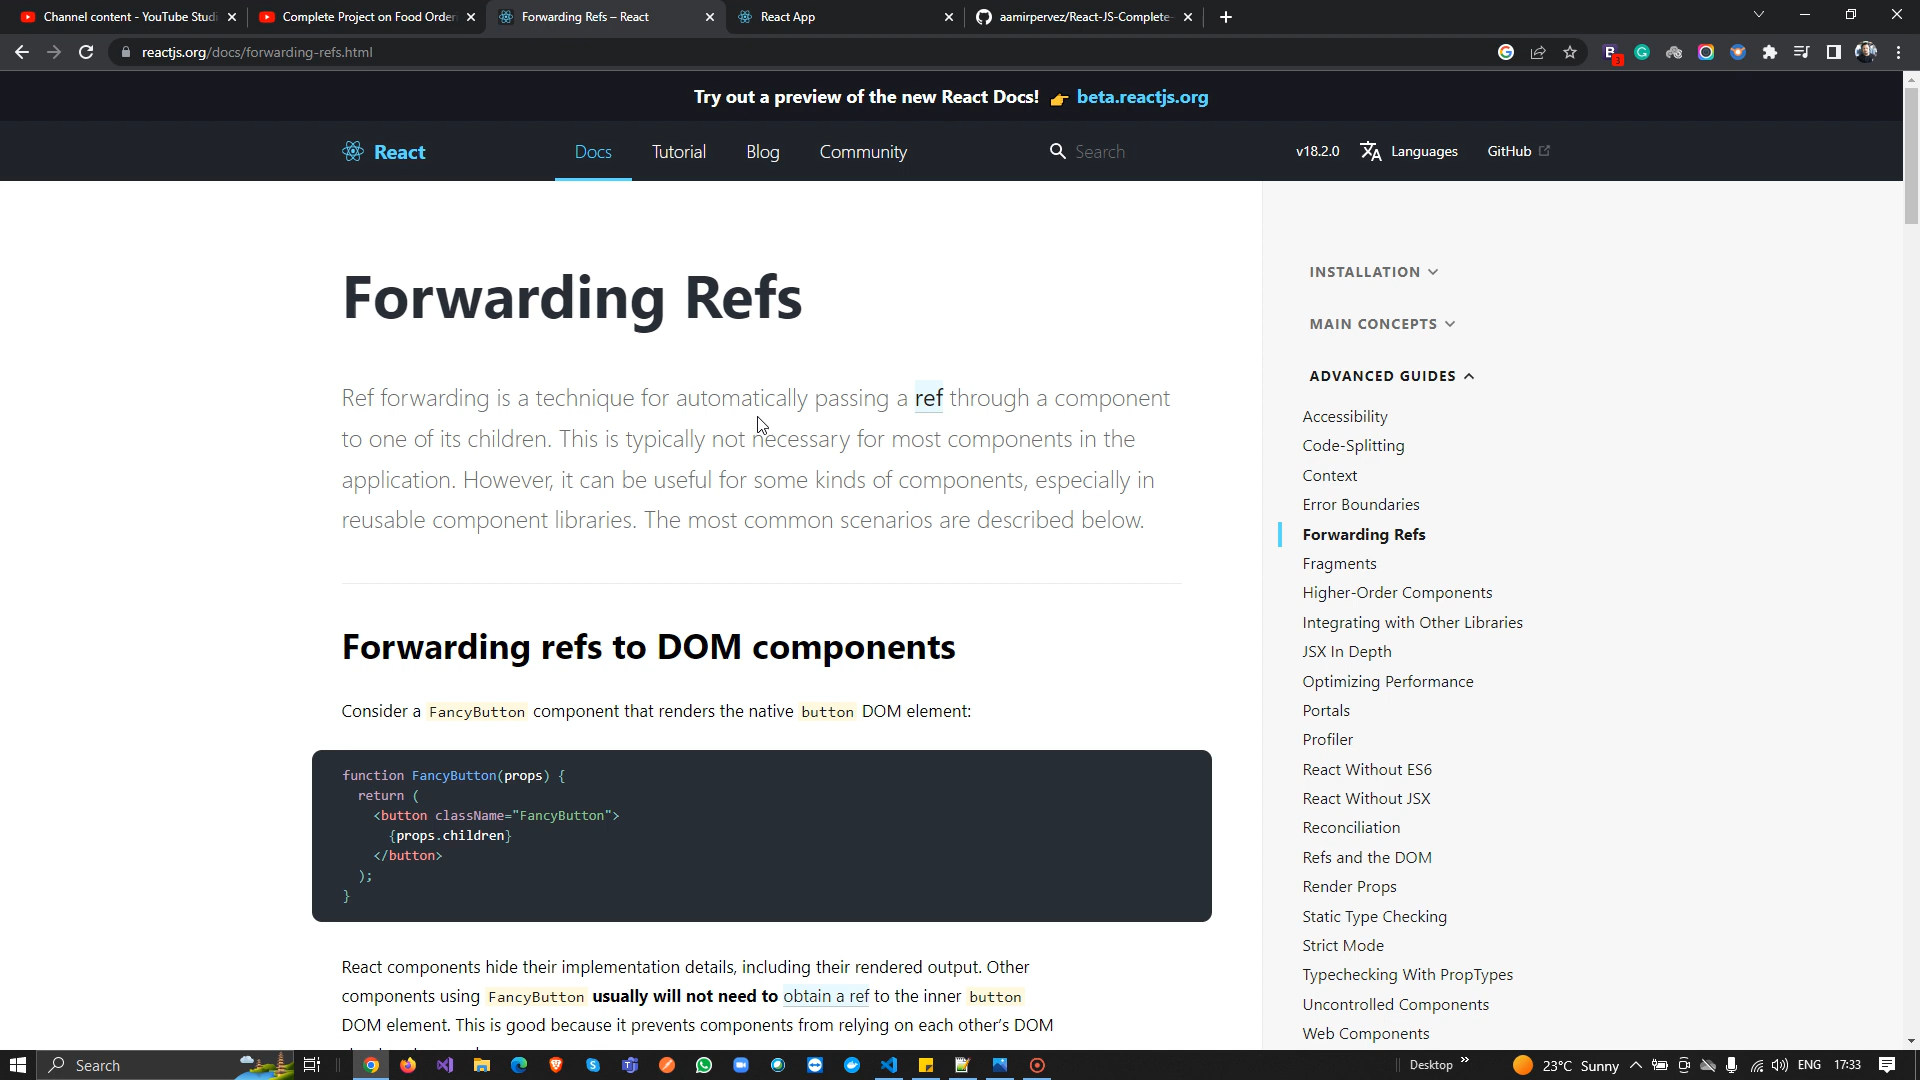 Channel content - YouTube Studi
Complete Project on Food Orderi
Forwarding Refs – React
React App
aamirpervez/React-JS-Complete-
reactjs.org/docs/forwarding-refs.html
3
Try out a preview of the new React Docs! 👉 beta.reactjs.org
React
Docs
Tutorial
Blog
Community
Search
v18.2.0
Languages
GitHub
Forwarding Refs
Ref forwarding is a technique for automatically passing a ref through a component
to one of its children. This is typically not necessary for most components in the
application. However, it can be useful for some kinds of components, especially in
reusable component libraries. The most common scenarios are described below.
Forwarding refs to DOM components
Consider a FancyButton component that renders the native button DOM element:
function FancyButton(props) {
  return (
    <button className="FancyButton">
      {props.children}
    </button>
  );
}
React components hide their implementation details, including their rendered output. Other
components using FancyButton usually will not need to obtain a ref to the inner button
DOM element. This is good because it prevents components from relying on each other's DOM
INSTALLATION
MAIN CONCEPTS
ADVANCED GUIDES
Accessibility
Code-Splitting
Context
Error Boundaries
Forwarding Refs
Fragments
Higher-Order Components
Integrating with Other Libraries
JSX In Depth
Optimizing Performance
Portals
Profiler
React Without ES6
React Without JSX
Reconciliation
Refs and the DOM
Render Props
Static Type Checking
Strict Mode
Typechecking With PropTypes
Uncontrolled Components
Web Components
Search
Desktop
23°C Sunny
ENG
17:33